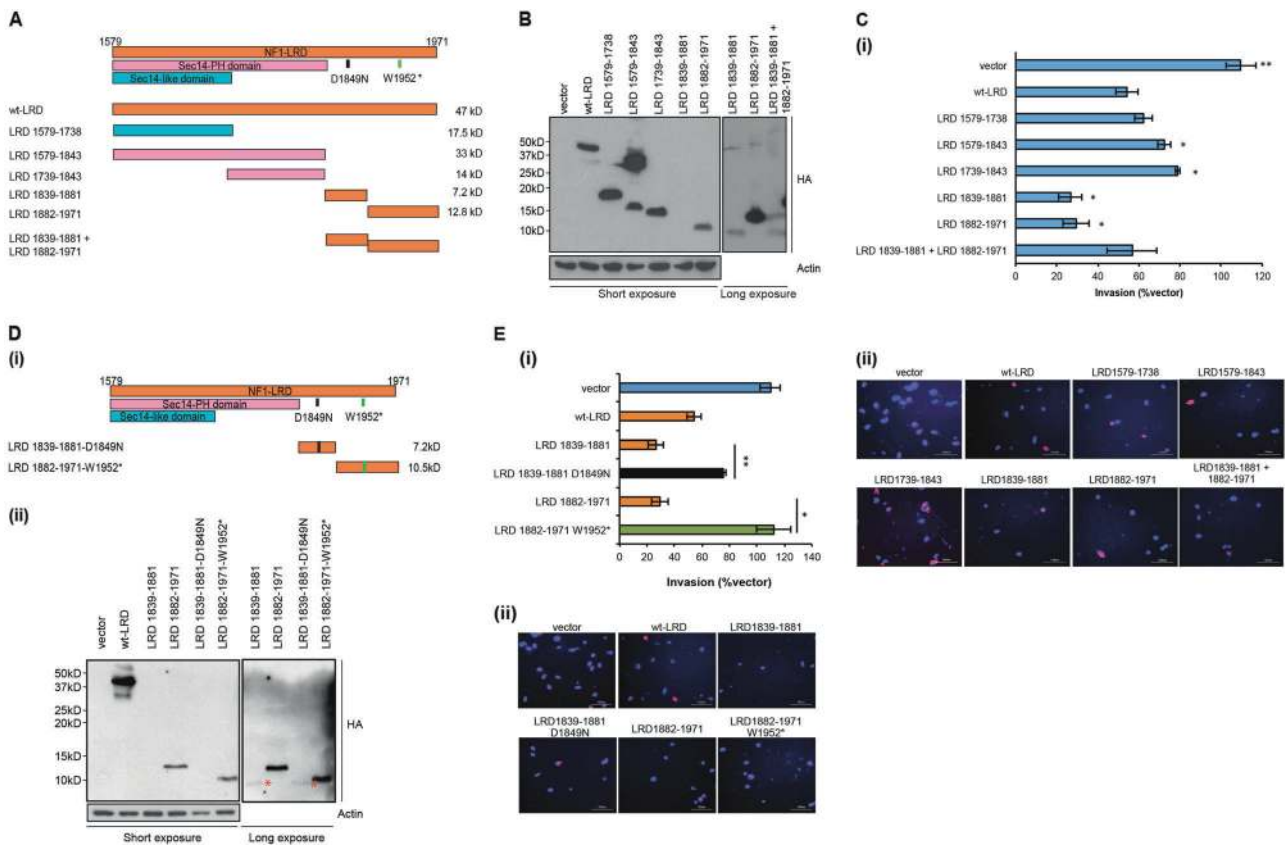 A
1579
1971
NF1-LRD
Sec14-PH domain
Sec14-like domain
D1849N
W1952*
wt-LRD
47 kD
LRD 1579-1738
17.5 kD
LRD 1579-1843
33 kD
LRD 1739-1843
14 kD
LRD 1839-1881
7.2 kD
LRD 1882-1971
12.8 kD
LRD 1839-1881 +
LRD 1882-1971
B
vector
wt-LRD
LRD 1579-1738
LRD 1579-1843
LRD 1739-1843
LRD 1839-1881
LRD 1882-1971
LRD 1839-1881
LRD 1882-1971
LRD 1839-1881 +
1882-1971
50kD
37kD
25kD
20kD
15kD
10kD
HA
Actin
Short exposure
Long exposure
C
(i)
vector
**
wt-LRD
LRD 1579-1738
LRD 1579-1843
*
LRD 1739-1843
*
LRD 1839-1881
*
LRD 1882-1971
*
LRD 1839-1881 + LRD 1882-1971
0 20 40 60 80 100 120
Invasion (%vector)
(ii)
vector
wt-LRD
LRD1579-1738
LRD1579-1843
LRD1739-1843
LRD1839-1881
LRD1882-1971
LRD1839-1881 +
1882-1971
D
(i)
1579
1971
NF1-LRD
Sec14-PH domain
Sec14-like domain
D1849N
W1952*
LRD 1839-1881-D1849N
7.2kD
LRD 1882-1971-W1952*
10.5kD
(ii)
vector
wt-LRD
LRD 1839-1881
LRD 1882-1971
LRD 1839-1881-D1849N
LRD 1882-1971-W1952*
LRD 1839-1881
LRD 1882-1971
LRD 1839-1881-D1849N
LRD 1882-1971-W1952*
50kD
37kD
25kD
20kD
15kD
10kD
*
*
HA
Actin
Short exposure
Long exposure
E
(i)
vector
wt-LRD
LRD 1839-1881
LRD 1839-1881 D1849N
**
LRD 1882-1971
LRD 1882-1971 W1952*
*
0 20 40 60 80 100 120 140
Invasion (%vector)
(ii)
vector
wt-LRD
LRD1839-1881
LRD1839-1881
D1849N
LRD1882-1971
LRD1882-1971
W1952*